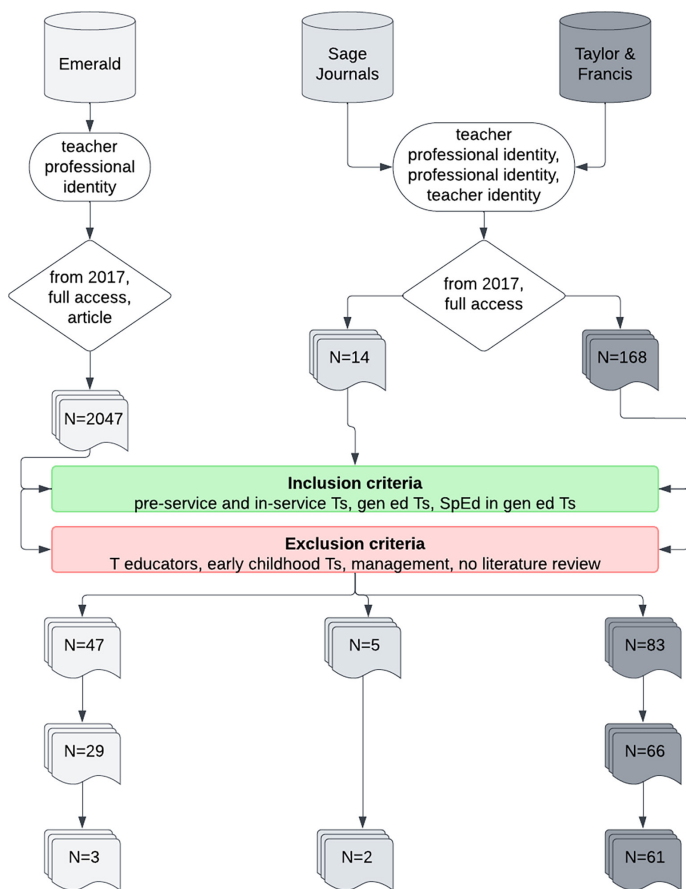 Emerald
Sage
Journals
Taylor &
Francis
teacher
professional
identity
teacher
professional identity,
professional identity,
teacher identity
from 2017,
full access,
article
from 2017,
full access
N=14
N=168
N=2047
Inclusion criteria
pre-service and in-service Ts, gen ed Ts, SpEd in gen ed Ts
Exclusion criteria
T educators, early childhood Ts, management, no literature review
N=47
N=5
N=83
N=29
N=66
N=3
N=2
N=61